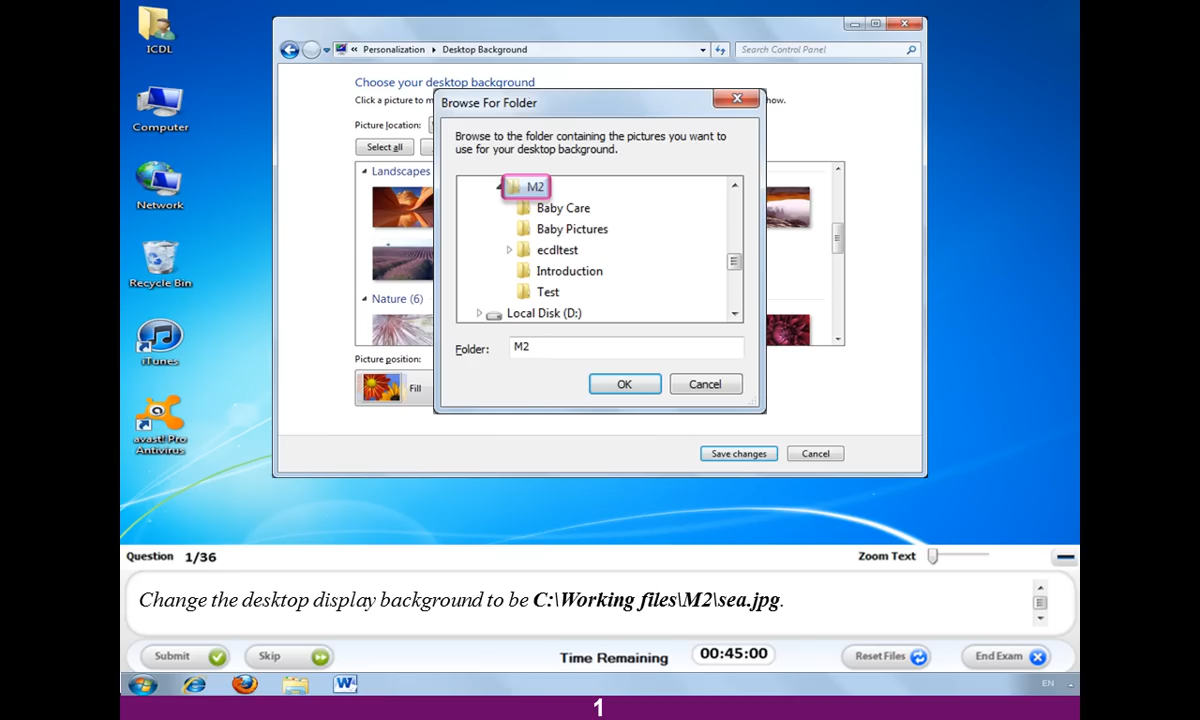 ICDL
Computer
Network
Recycle Bin
iTunes
avast! Pro
Antivirus
« Personalization Desktop Background
Search Control Panel
Choose your desktop background
Click a picture to m
how.
Picture location:
Select all
Landscapes
Nature (6)
Picture position:
Fill
Browse For Folder
Browse to the folder containing the pictures you want to
use for your desktop background.
M2
Baby Care
Baby Pictures
ecdltest
Introduction
Test
Local Disk (D:)
Folder: M2
OK Cancel
Save changes Cancel
Question 1/36
Zoom Text
Change the desktop display background to be C:\Working files\M2\sea.jpg.
Submit Skip Time Remaining 00:45:00 Reset Files End Exam
EN
1